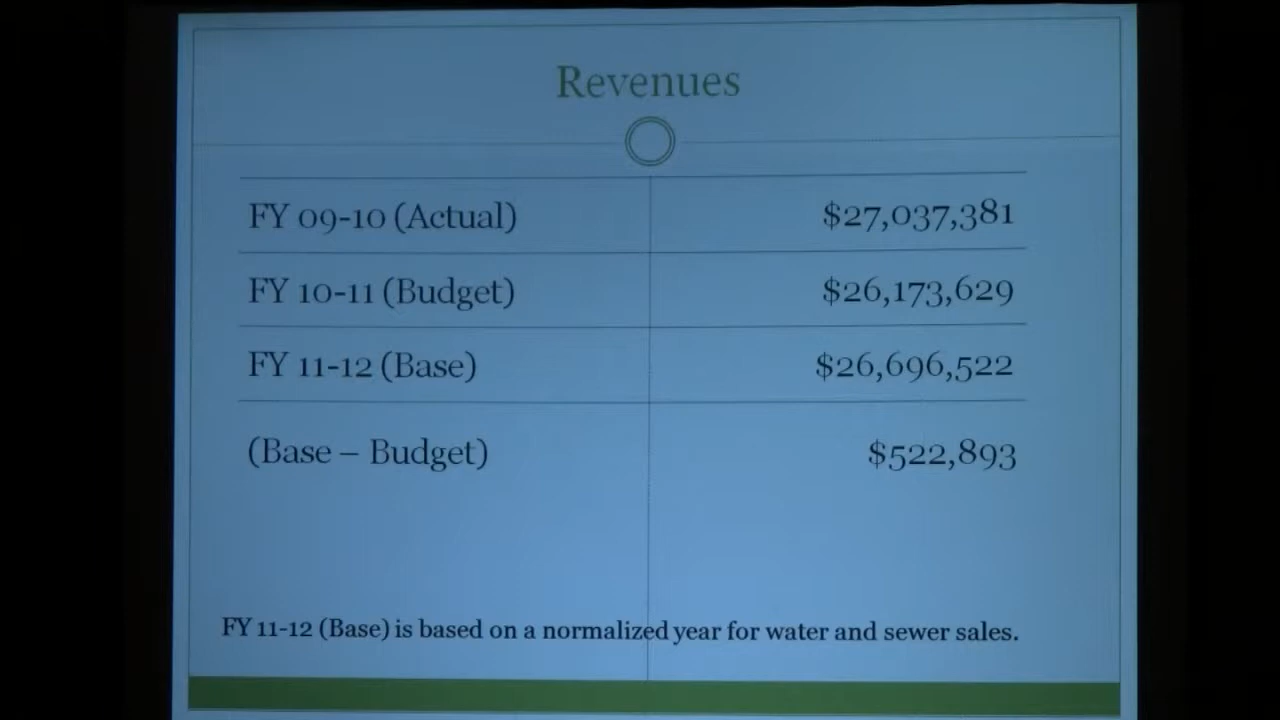 Revenues
FY 09-10 (Actual) $27,037,381
FY 10-11 (Budget) $26,173,629
FY 11-12 (Base) $26,696,522
(Base – Budget) $522,893
FY 11-12 (Base) is based on a normalized year for water and sewer sales.